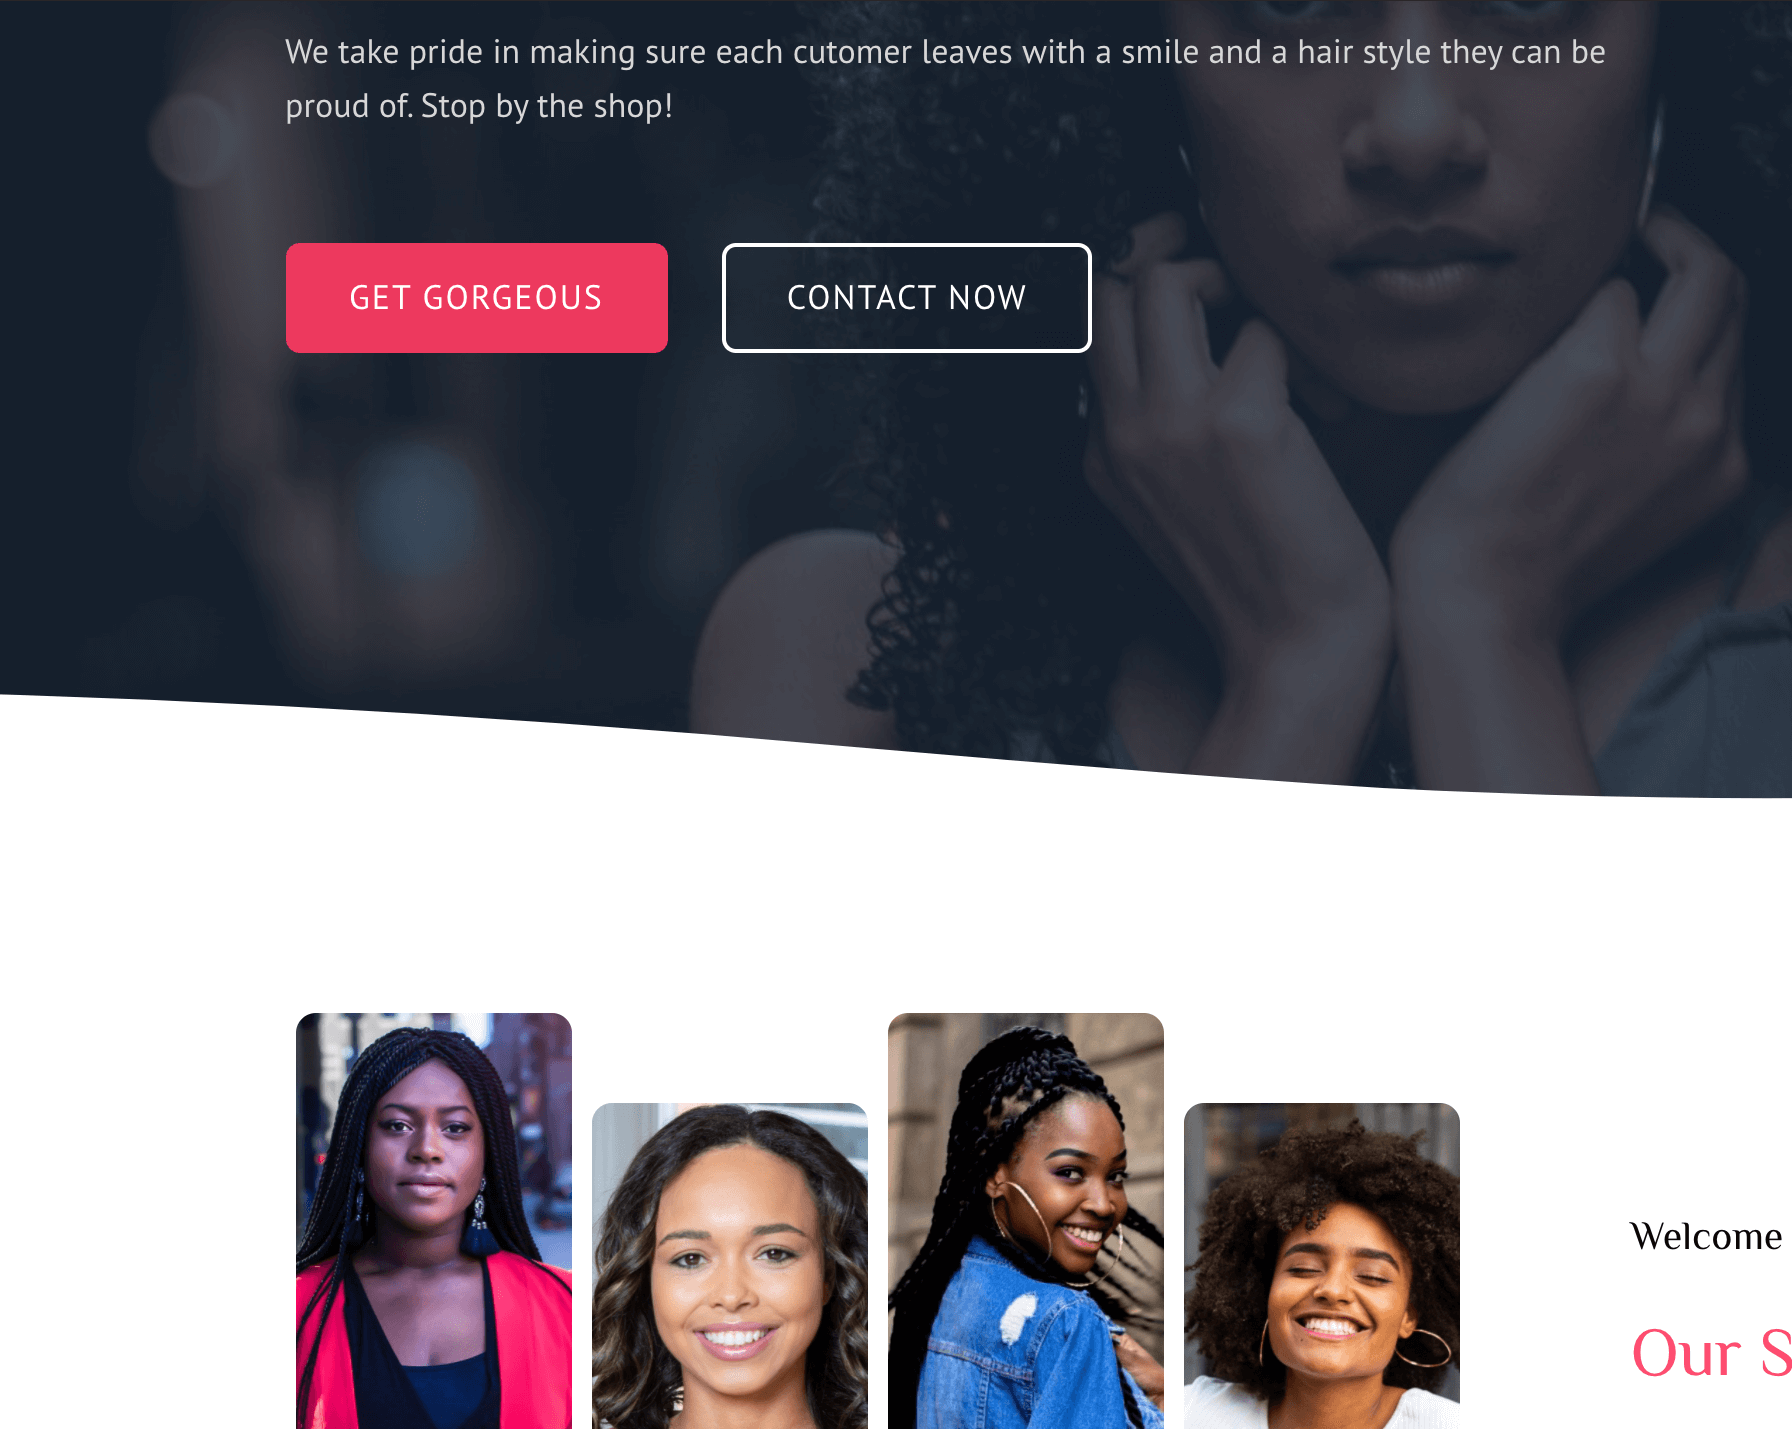 We take pride in making sure each cutomer leaves with a smile and a hair style they can be
proud of. Stop by the shop!
GET GORGEOUS
CONTACT NOW
Welcome
Our S